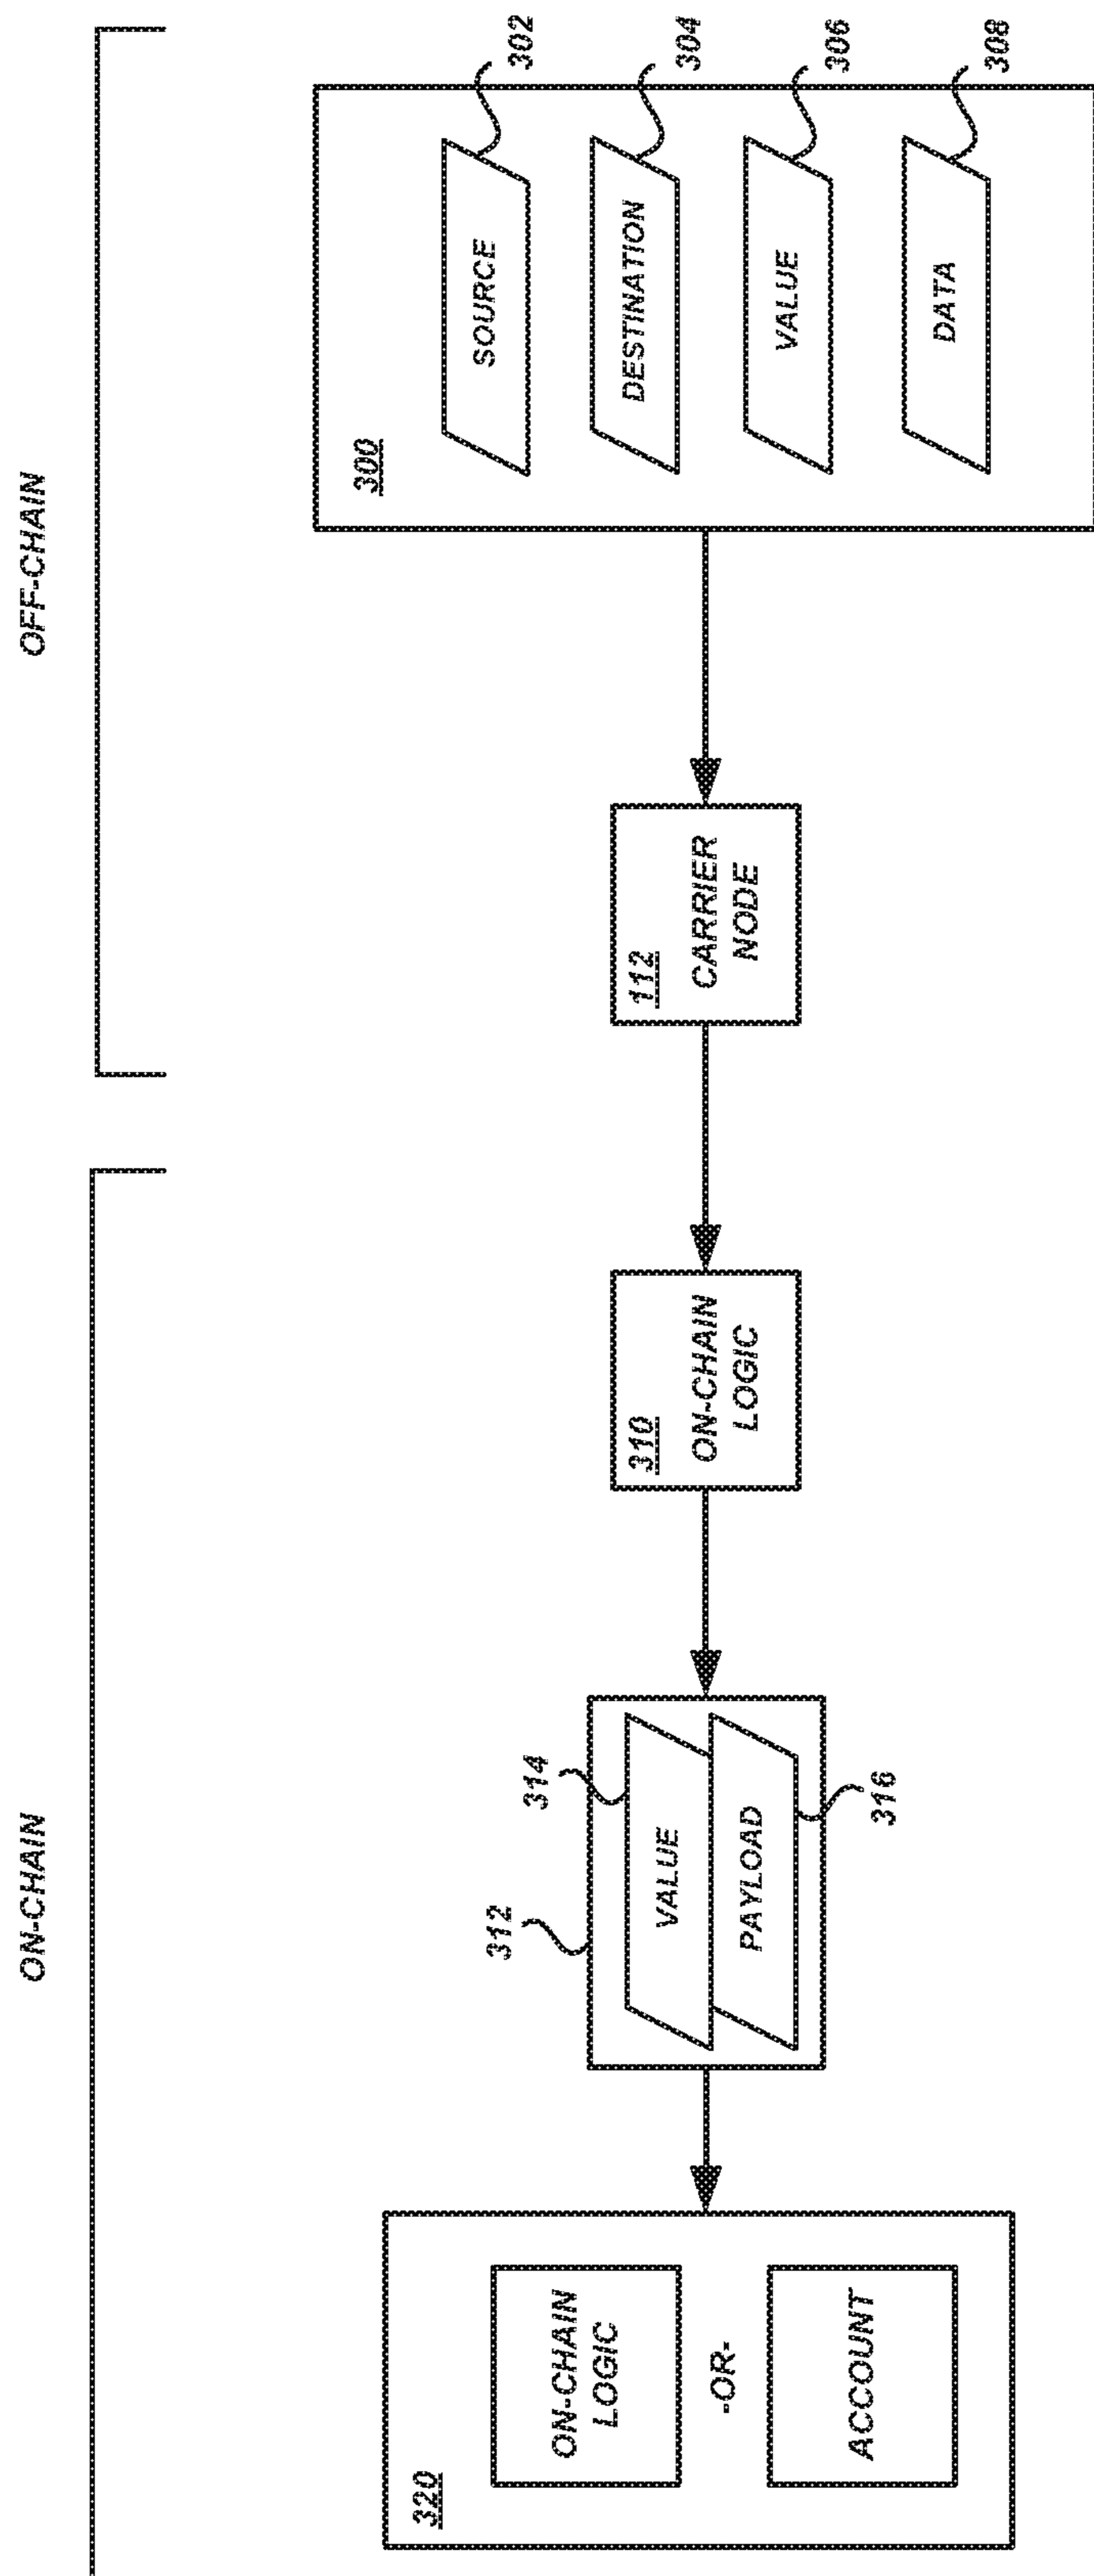 ON-CHAIN
OFF-CHAIN
320
ON-CHAIN
LOGIC
-OR-
ACCOUNT
312
314
VALUE
PAYLOAD
316
310
ON-CHAIN
LOGIC
112
CARRIER
NODE
300
SOURCE
302
DESTINATION
304
VALUE
306
DATA
308